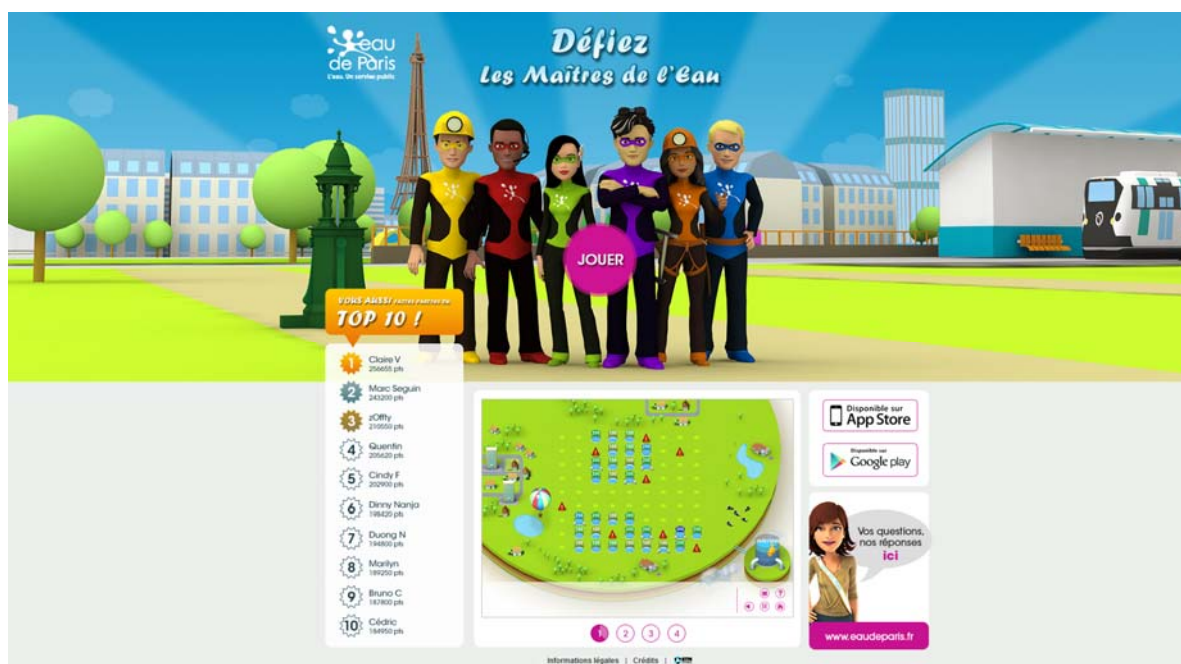 eau
de Paris
L'eau. Un service public
Défiez
Les Maîtres de l'Eau
JOUER
VOUS AUSSI FAITES PARTIE DU
TOP 10 !
1 Claire V
256655 pts
2 Marc Seguin
243200 pts
3 zOffty
210550 pts
4 Quentin
205620 pts
5 Cindy F
202900 pts
6 Dinny Nanja
198420 pts
7 Duong N
194800 pts
8 Marilyn
189250 pts
9 Bruno C
187800 pts
10 Cédric
184950 pts
1 2 3 4
Disponible sur
App Store
Disponible sur
Google play
Vos questions,
nos réponses
ici
www.eaudeparis.fr
Informations légales | Crédits |